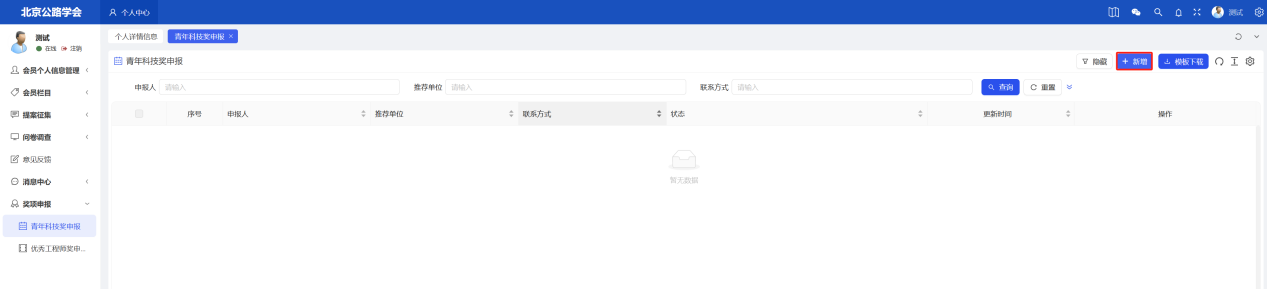 北京公路学会 个人中心 测试
测试
在线 注销
个人详情信息 青年科技奖申报 ×
青年科技奖申报 隐藏 + 新增 模板下载
会员个人信息管理
会员栏目
提案征集
问卷调查
意见反馈
消息中心
奖项申报
青年科技奖申报
优秀工程师奖申...
申报人 请输入 推荐单位 请输入 联系方式 请输入 查询 重置
序号 申报人 推荐单位 联系方式 状态 更新时间 操作
暂无数据